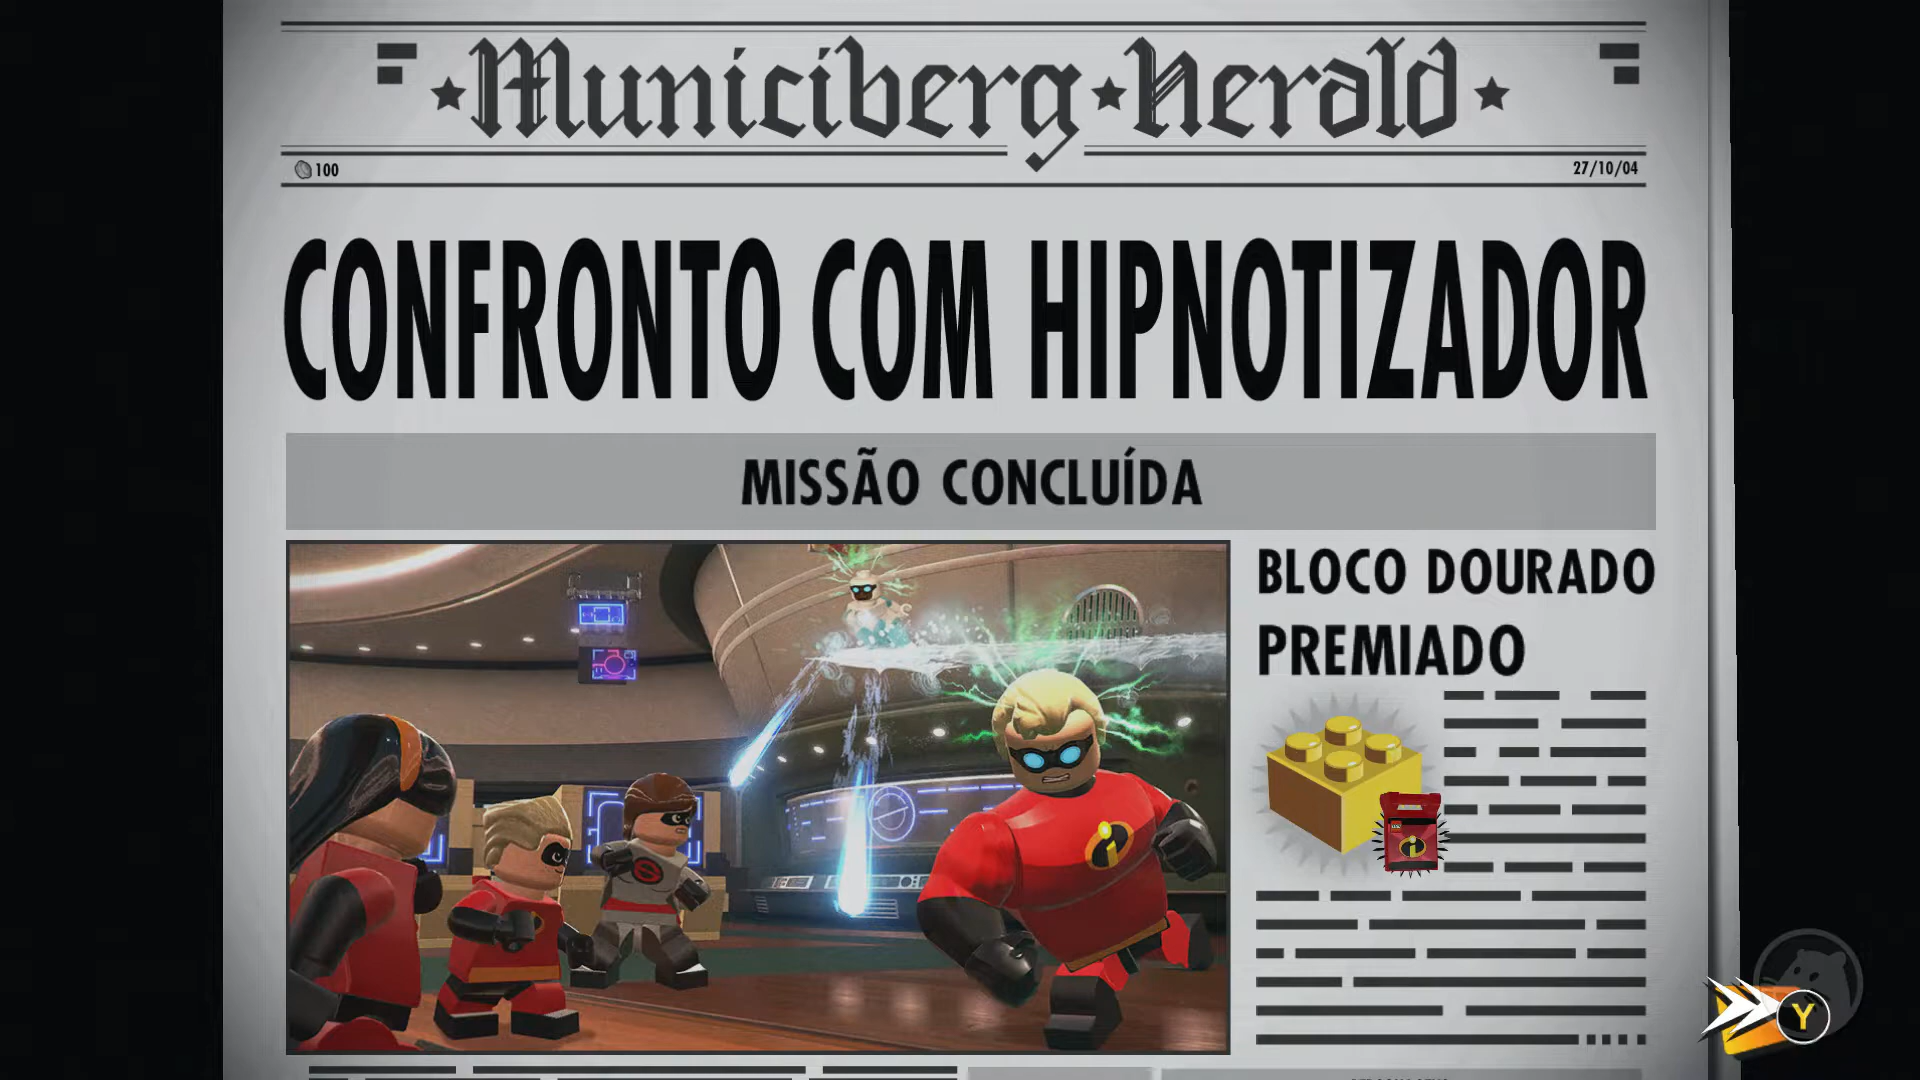 Municiberg Herald
100
27/10/04
CONFRONTO COM HIPNOTIZADOR
MISSÃO CONCLUÍDA
BLOCO DOURADO
PREMIADO
Y